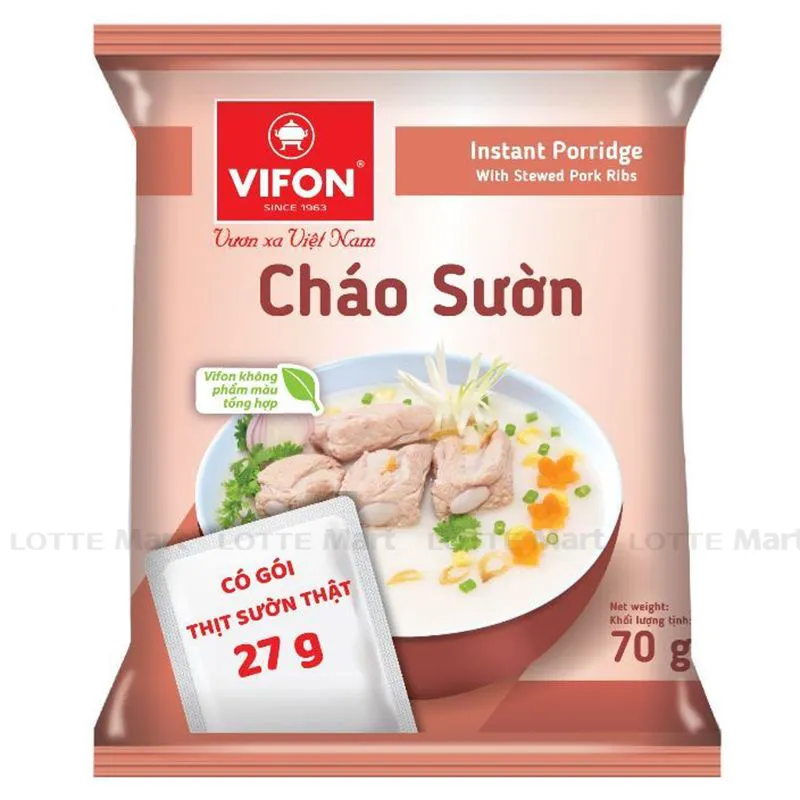 VIFON®
SINCE 1963
Vươn xa Việt Nam
Instant Porridge
With Stewed Pork Ribs
Cháo Sườn
Vifon không
phẩm màu
tổng hợp
LOTTE Mart LOTTE Mart LOTTE Mart LOTTE Mart
CÓ GÓI
THỊT SƯỜN THẬT
27 g
Net weight:
Khối lượng tịnh:
70 g